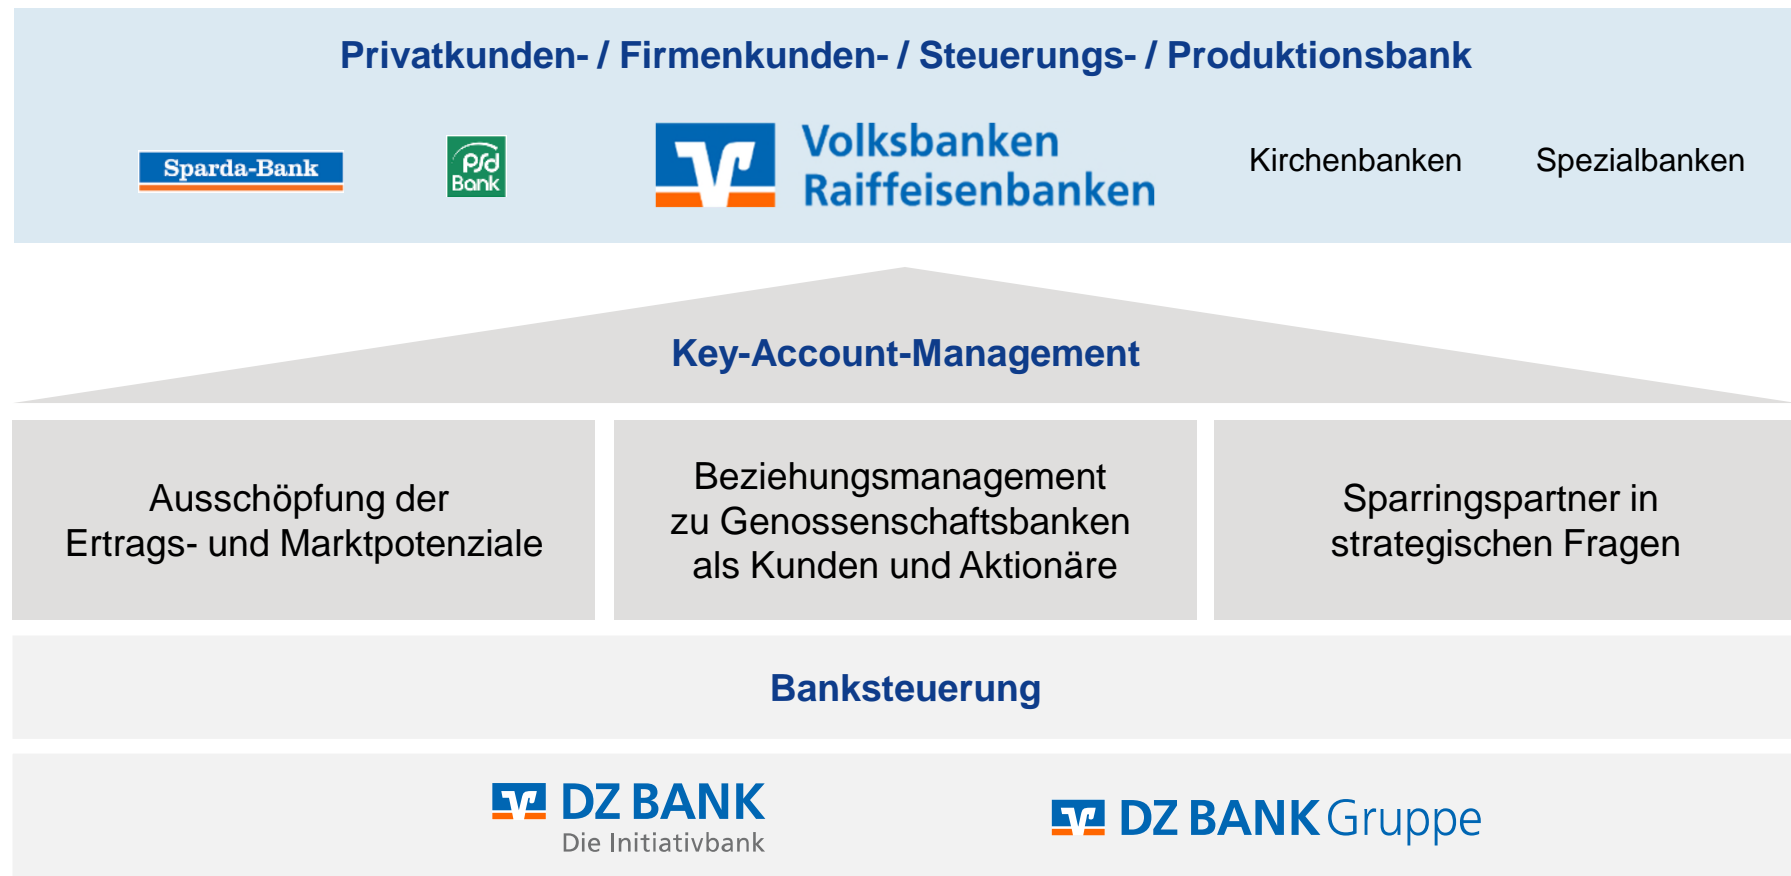 Privatkunden- / Firmenkunden- / Steuerungs- / Produktionsbank
Sparda-Bank
PSD
Bank
Volksbanken
Raiffeisenbanken
Kirchenbanken
Spezialbanken
Key-Account-Management
Ausschöpfung der
Ertrags- und Marktpotenziale
Beziehungsmanagement
zu Genossenschaftsbanken
als Kunden und Aktionäre
Sparringspartner in
strategischen Fragen
Banksteuerung
DZ BANK
Die Initiativbank
DZ BANK Gruppe